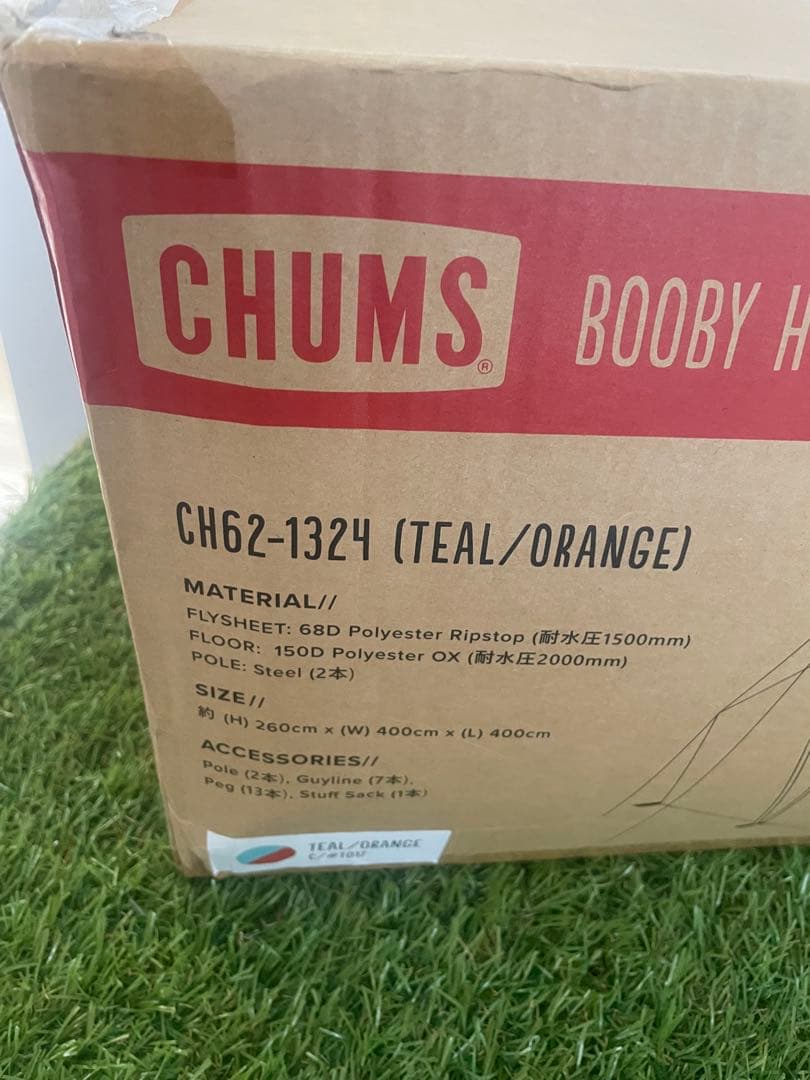 CHUMS®
BOOBY H
CH62-1324 (TEAL/ORANGE)
MATERIAL//
FLYSHEET: 68D Polyester Ripstop (耐水圧1500mm)
FLOOR: 150D Polyester OX (耐水圧2000mm)
POLE: Steel (2本)
SIZE//
約 (H) 260cm x (W) 400cm x (L) 400cm
ACCESSORIES//
Pole (2本), Guyline (7本),
Peg (13本), Stuff Sack (1本)
TEAL/ORANGE